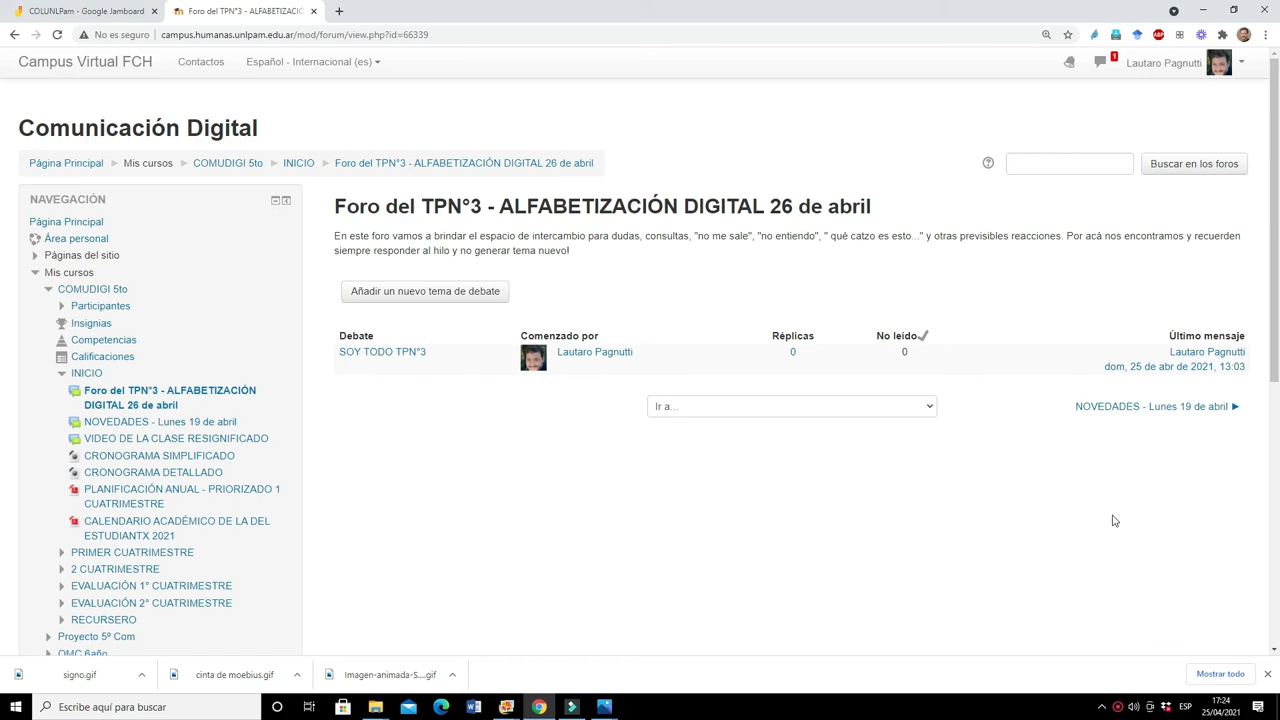 COLUNLPam - Google Jamboard
Foro del TPN°3 - ALFABETIZACIÓ
No es seguro
campus.humanas.unlpam.edu.ar/mod/forum/view.php?id=66339
Campus Virtual FCH
Contactos
Español - Internacional (es)
1
Lautaro Pagnutti
Comunicación Digital
Página Principal
Mis cursos
COMUDIGI 5to
INICIO
Foro del TPN°3 - ALFABETIZACIÓN DIGITAL 26 de abril
Buscar en los foros
NAVEGACIÓN
Página Principal
Área personal
Páginas del sitio
Mis cursos
COMUDIGI 5to
Participantes
Insignias
Competencias
Calificaciones
INICIO
Foro del TPN°3 - ALFABETIZACIÓN
DIGITAL 26 de abril
NOVEDADES - Lunes 19 de abril
VIDEO DE LA CLASE RESIGNIFICADO
CRONOGRAMA SIMPLIFICADO
CRONOGRAMA DETALLADO
PLANIFICACIÓN ANUAL - PRIORIZADO 1
CUATRIMESTRE
CALENDARIO ACADÉMICO DE LA DEL
ESTUDIANTX 2021
PRIMER CUATRIMESTRE
2 CUATRIMESTRE
EVALUACIÓN 1° CUATRIMESTRE
EVALUACIÓN 2° CUATRIMESTRE
RECURSERO
Proyecto 5º Com
OMC 6año
Foro del TPN°3 - ALFABETIZACIÓN DIGITAL 26 de abril
En este foro vamos a brindar el espacio de intercambio para dudas, consultas, "no me sale", "no entiendo", " qué catzo es esto..." y otras previsibles reacciones. Por acá nos encontramos y recuerden
siempre responder al hilo y no generar tema nuevo!
Añadir un nuevo tema de debate
Debate
Comenzado por
Réplicas
No leído
Último mensaje
SOY TODO TPN°3
Lautaro Pagnutti
0
0
Lautaro Pagnutti
dom, 25 de abr de 2021, 13:03
Ir a...
NOVEDADES - Lunes 19 de abril
signo.gif
cinta de moebius.gif
Imagen-animada-S....gif
Mostrar todo
Escribe aquí para buscar
ESP
17:24
25/04/2021